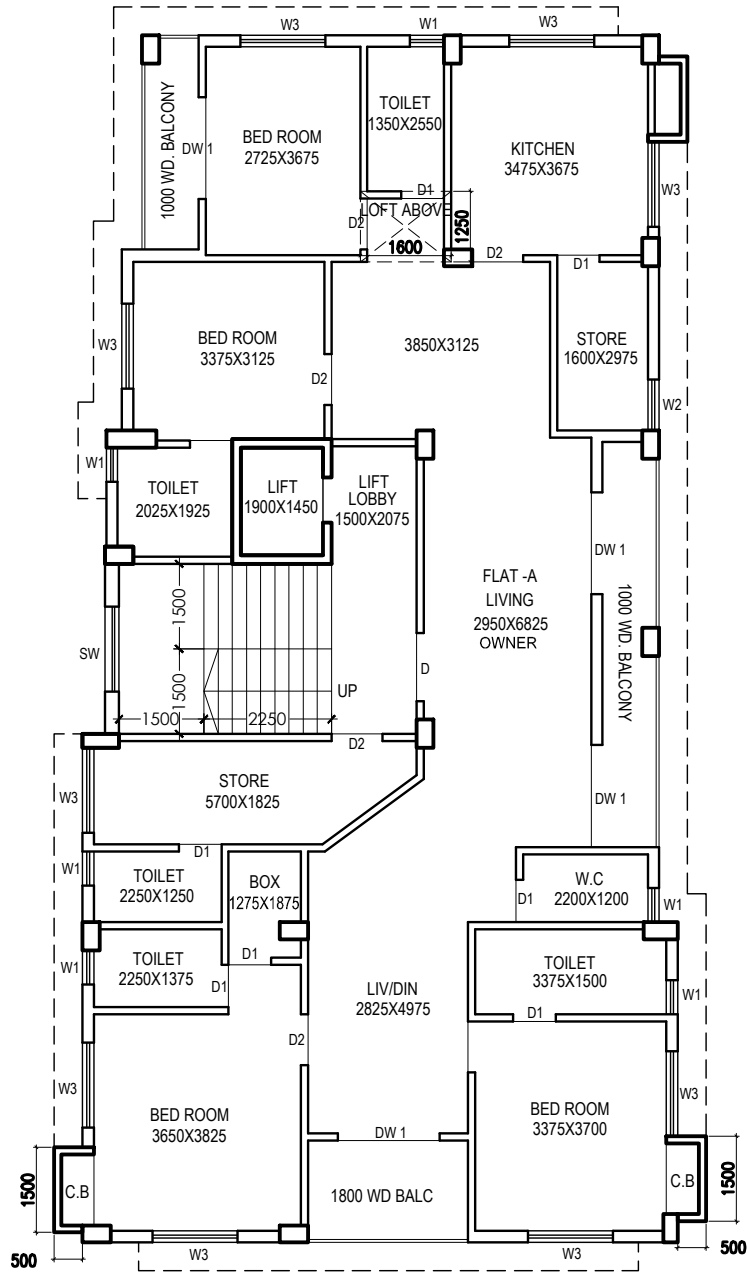 W3
W1
W3
1000 WD. BALCONY
DW 1
BED ROOM
2725X3675
TOILET
1350X2550
KITCHEN
3475X3675
W3
D1
LOFT ABOVE
D2
1600
1250
D2
D1
W3
BED ROOM
3375X3125
D2
3850X3125
STORE
1600X2975
W2
W1
TOILET
2025X1925
LIFT
1900X1450
LIFT
LOBBY
1500X2075
DW 1
FLAT -A
LIVING
2950X6825
OWNER
1000 WD. BALCONY
SW
1500
1500
1500
2250
UP
D
D2
DW 1
W3
STORE
5700X1825
D1
W1
TOILET
2250X1250
BOX
1275X1875
D1
W.C
2200X1200
W1
W1
TOILET
2250X1375
D1
D1
LIV/DIN
2825X4975
TOILET
3375X1500
W1
D1
D2
W3
BED ROOM
3650X3825
BED ROOM
3375X3700
W3
DW 1
1500
C.B
1800 WD BALC
C.B
1500
500
W3
W3
500